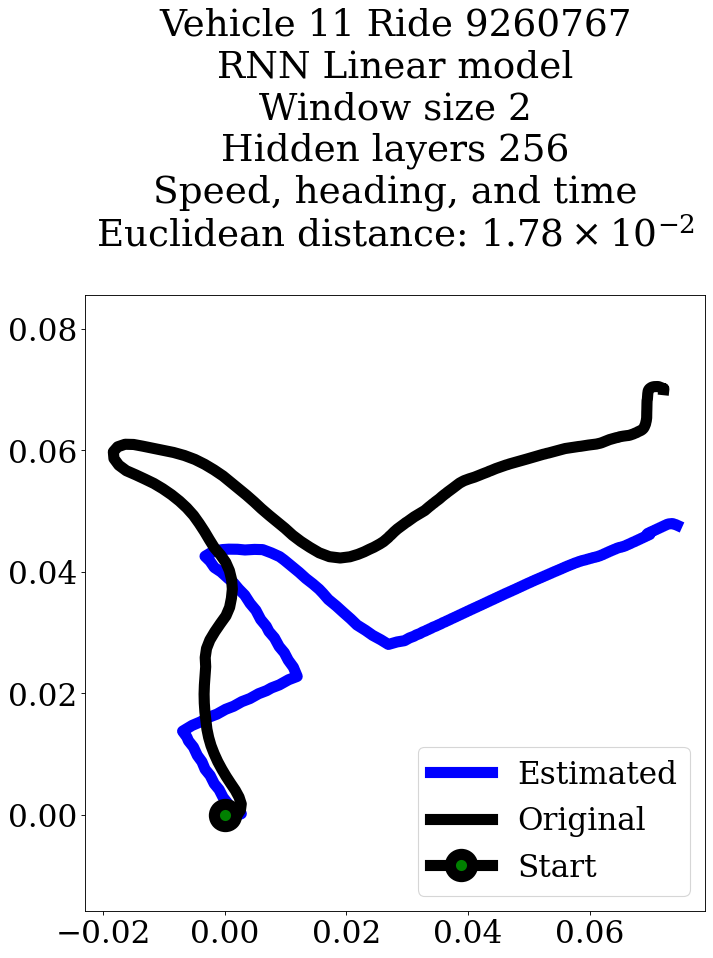 Vehicle 11 Ride 9260767
RNN Linear model
Window size 2
Hidden layers 256
Speed, heading, and time
Euclidean distance: 1.78 × 10⁻²
0.08
0.06
0.04
0.02
0.00
Estimated
Original
Start
−0.02 0.00 0.02 0.04 0.06